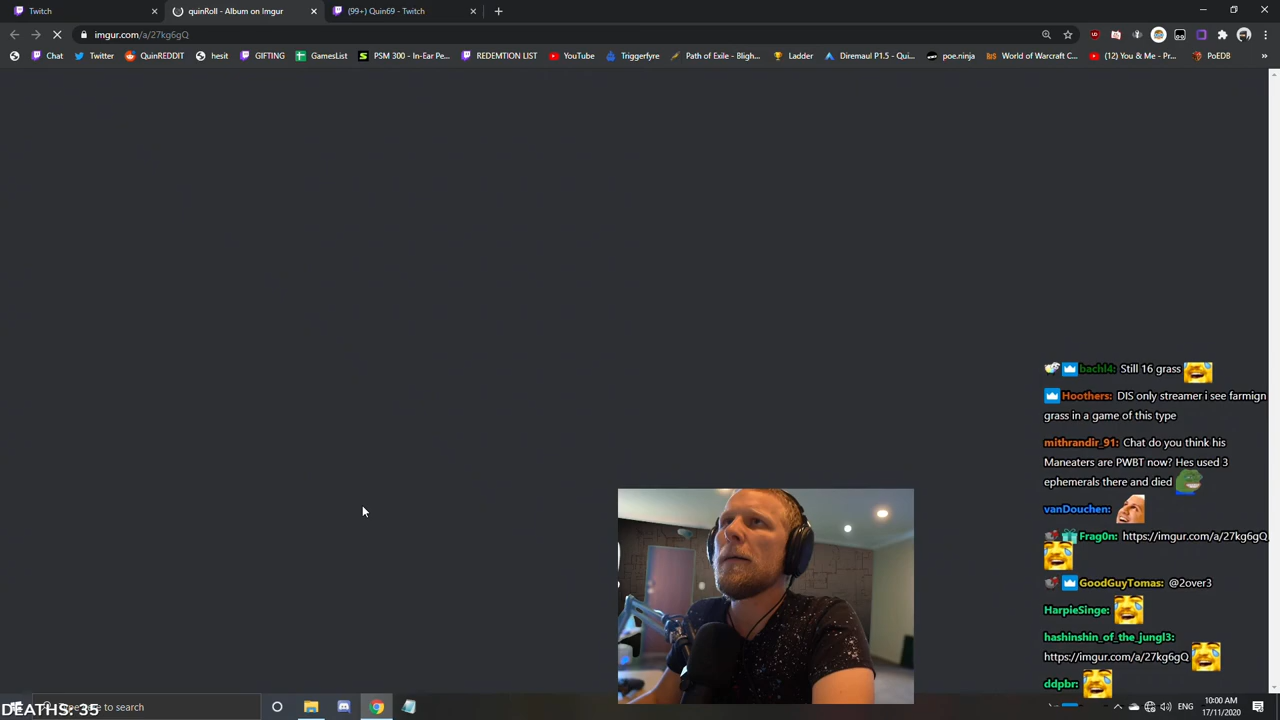 Twitch
quinRoll - Album on Imgur
(99+) Quin69 - Twitch
imgur.com/a/27kg6gQ
Chat
Twitter
QuinREDDIT
hesit
GIFTING
GamesList
PSM 300 - In-Ear Pe...
REDEMTION LIST
YouTube
Triggerfyre
Path of Exile - Bligh...
Ladder
Diremaul P1.5 - Qui...
poe.ninja
World of Warcraft C...
(12) You & Me - Pr...
PoEDB
bachl4: Still 16 grass
Hoothers: DIS only streamer i see farmign
grass in a game of this type
mithrandir_91: Chat do you think his
Maneaters are PWBT now? Hes used 3
ephemerals there and died
vanDouchen:
Frag0n: https://imgur.com/a/27kg6gQ
GoodGuyTomas: @2over3
HarpieSinge:
hashinshin_of_the_jungl3:
https://imgur.com/a/27kg6gQ
ddpbr:
DEATHS: 35
to search
ENG
10:00 AM
17/11/2020